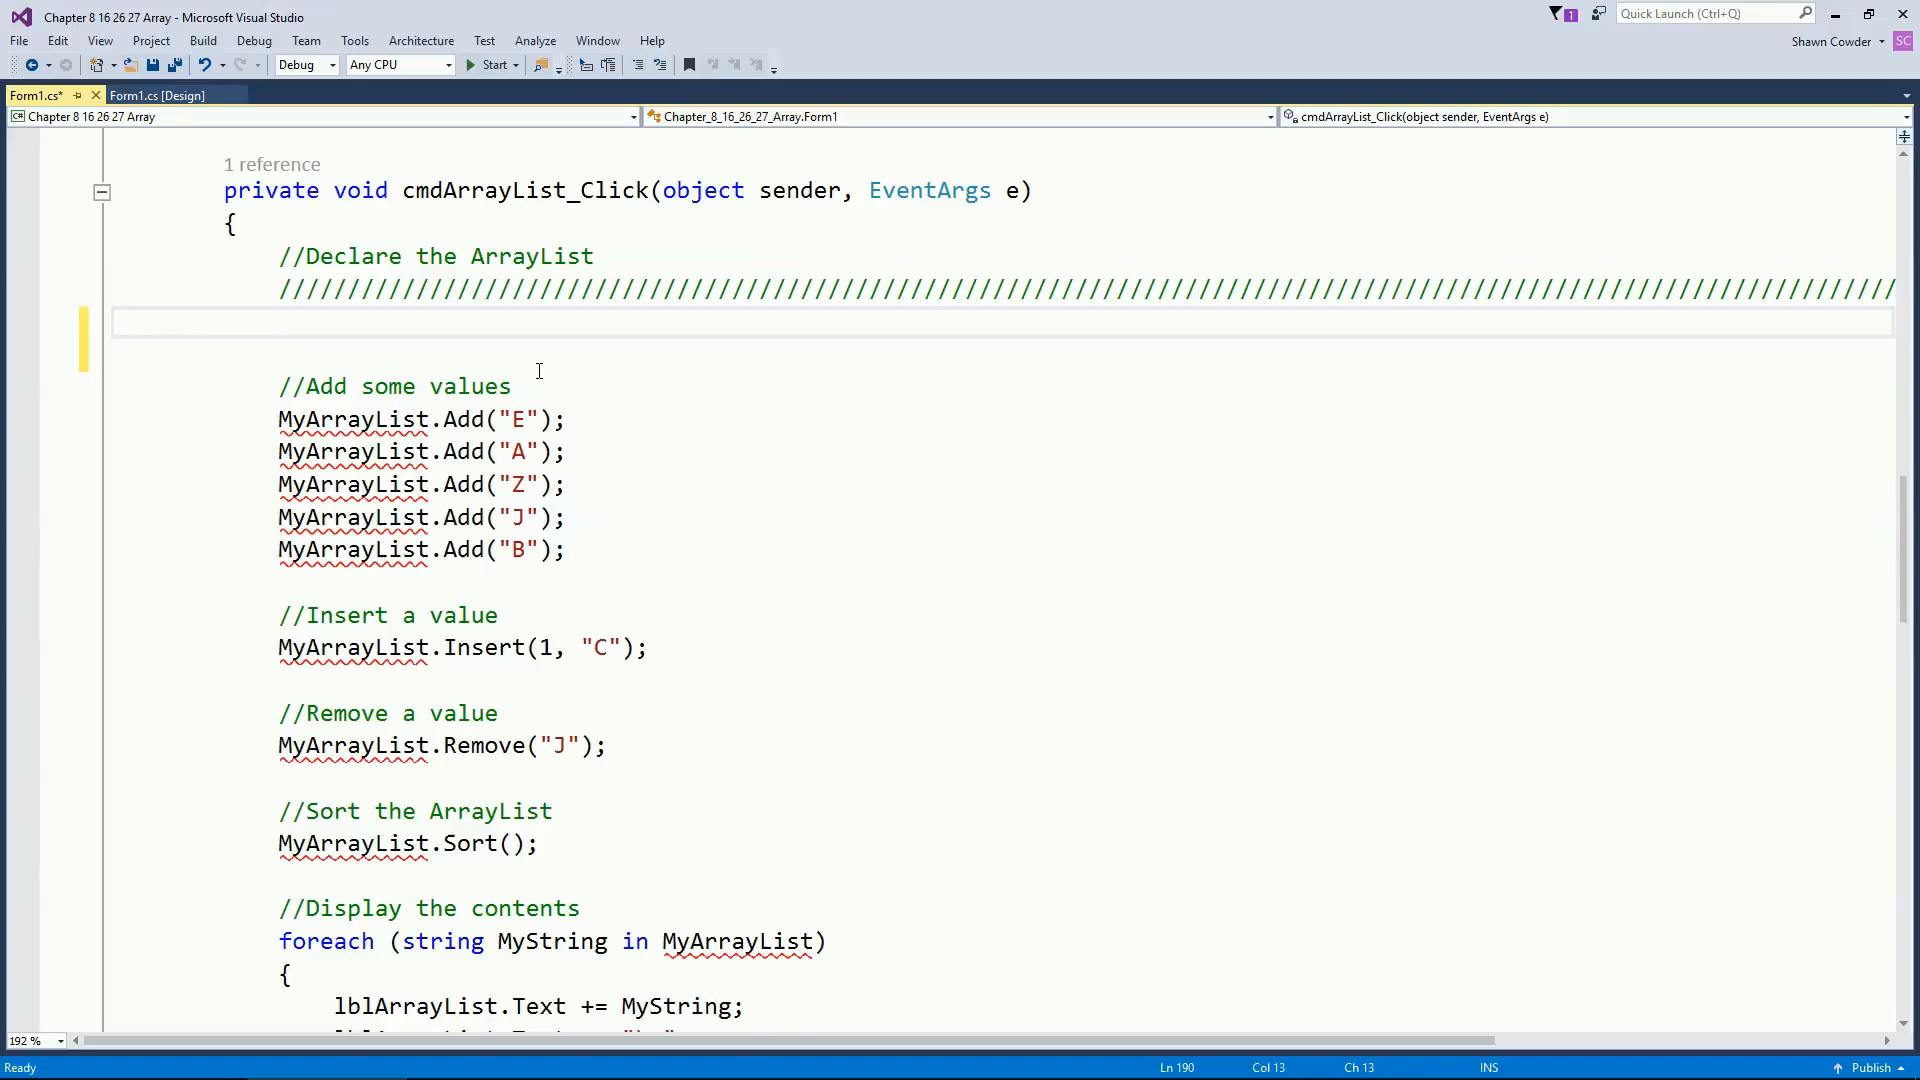 Chapter 8 16 26 27 Array - Microsoft Visual Studio
1
Quick Launch (Ctrl+Q)
File Edit View Project Build Debug Team Tools Architecture Test Analyze Window Help
Shawn Cowder
SC
Debug
Any CPU
Start
Form1.cs*
Form1.cs [Design]
C# Chapter 8 16 26 27 Array
Chapter_8_16_26_27_Array.Form1
cmdArrayList_Click(object sender, EventArgs e)
1 reference
private void cmdArrayList_Click(object sender, EventArgs e)
{
//Declare the ArrayList
//////////////////////////////////////////////////////////////////////////////////////////////////////////////////////
//Add some values
MyArrayList.Add("E");
MyArrayList.Add("A");
MyArrayList.Add("Z");
MyArrayList.Add("J");
MyArrayList.Add("B");
//Insert a value
MyArrayList.Insert(1, "C");
//Remove a value
MyArrayList.Remove("J");
//Sort the ArrayList
MyArrayList.Sort();
//Display the contents
foreach (string MyString in MyArrayList)
{
lblArrayList.Text += MyString;
192 %
Ready
Ln 190
Col 13
Ch 13
INS
Publish